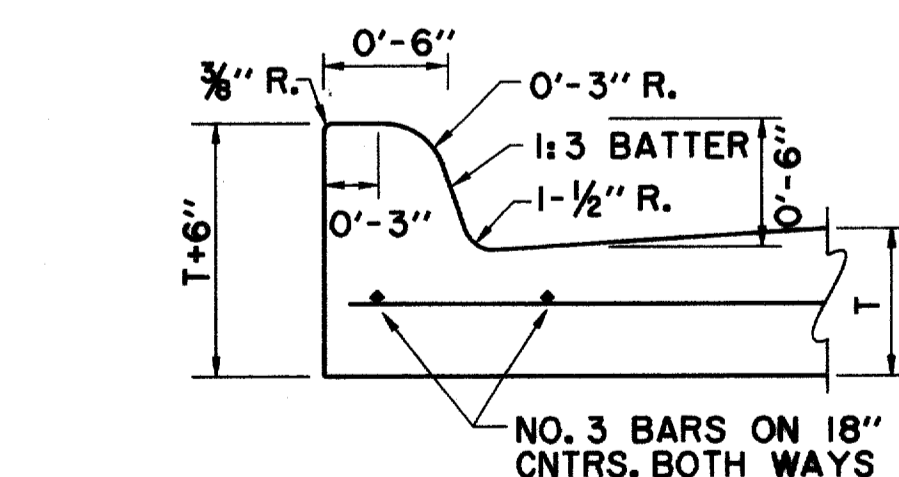 0'-6"
3/8" R.
0'-3" R.
1:3 BATTER
0'-6"
1-1/2" R.
0'-3"
T+6"
T
NO. 3 BARS ON 18"
CNTRS. BOTH WAYS